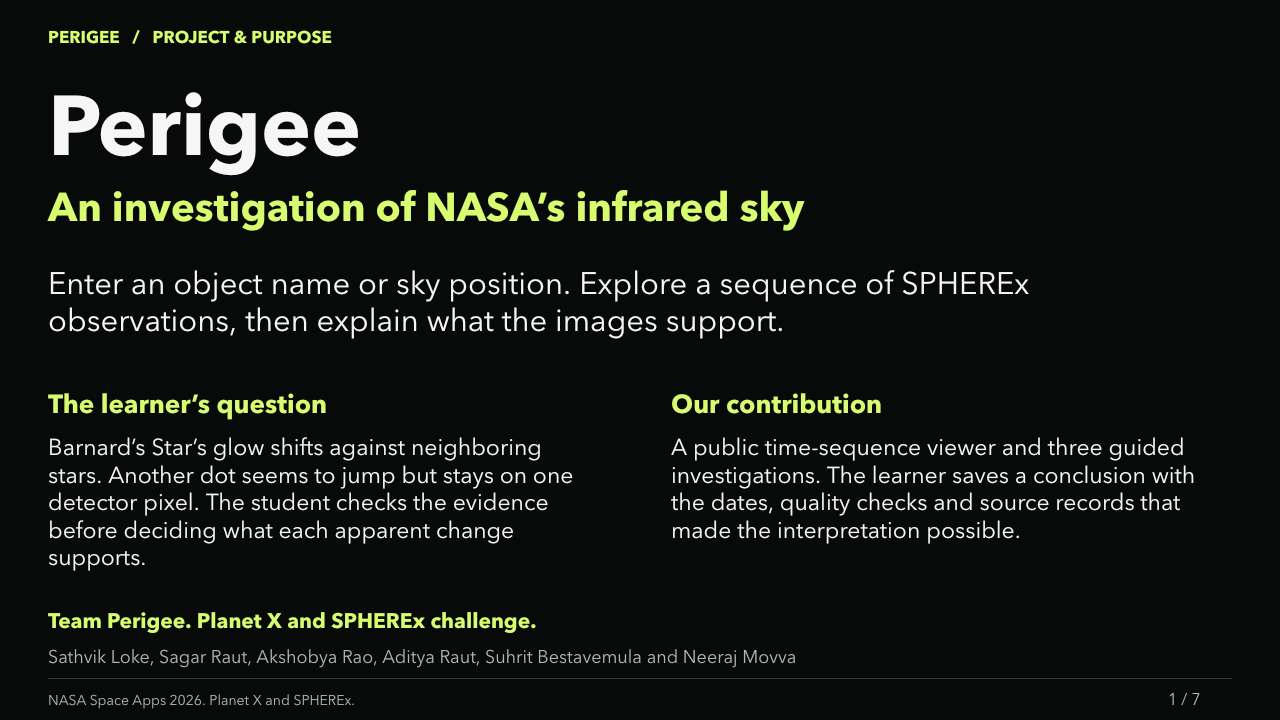 PERIGEE / PROJECT & PURPOSE
Perigee
An investigation of NASA’s infrared sky
Enter an object name or sky position. Explore a sequence of SPHEREx
observations, then explain what the images support.
The learner’s question
Barnard’s Star’s glow shifts against neighboring
stars. Another dot seems to jump but stays on one
detector pixel. The student checks the evidence
before deciding what each apparent change
supports.
Our contribution
A public time-sequence viewer and three guided
investigations. The learner saves a conclusion with
the dates, quality checks and source records that
made the interpretation possible.
Team Perigee. Planet X and SPHEREx challenge.
Sathvik Loke, Sagar Raut, Akshobya Rao, Aditya Raut, Suhrit Bestavemula and Neeraj Movva
NASA Space Apps 2026. Planet X and SPHEREx.
1 / 7